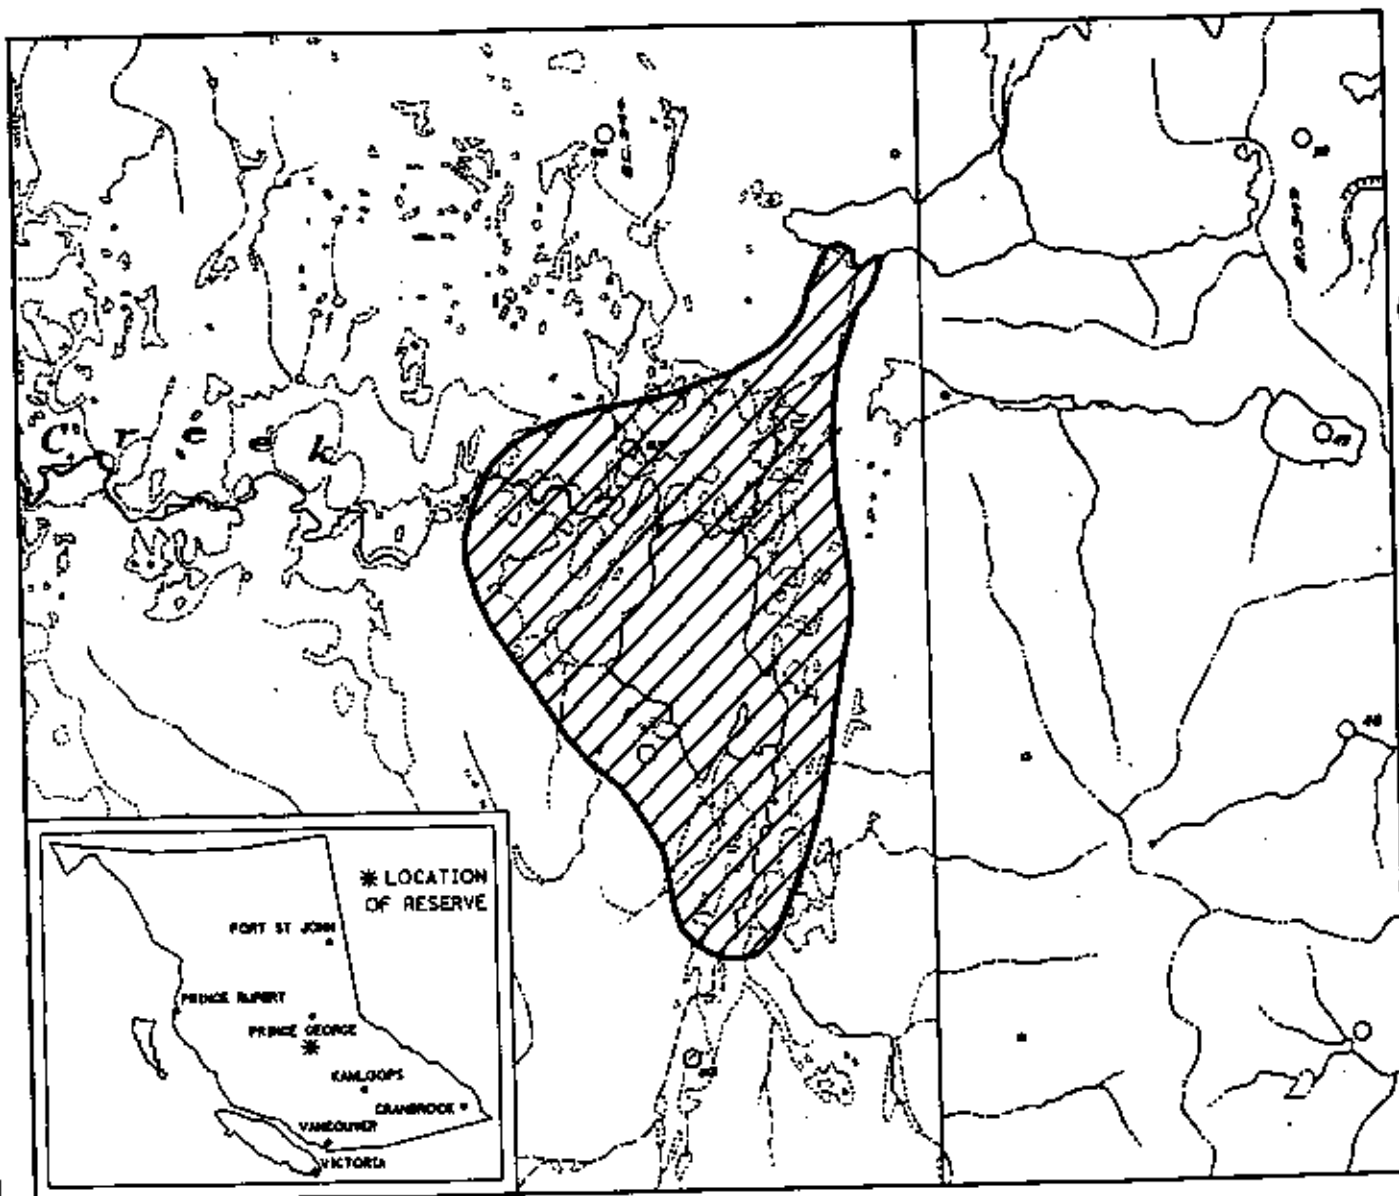 Creek
* LOCATION
OF RESERVE
FORT ST JOHN
PRINCE RUPERT
PRINCE GEORGE
KAMLOOPS
CRANBROOK
VANCOUVER
VICTORIA